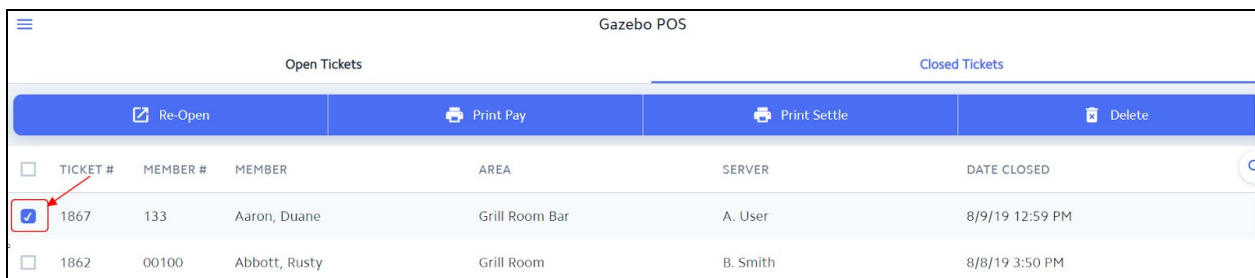 Gazebo POS
Open Tickets Closed Tickets
Re-Open Print Pay Print Settle Delete
TICKET # MEMBER # MEMBER AREA SERVER DATE CLOSED
1867 133 Aaron, Duane Grill Room Bar A. User 8/9/19 12:59 PM
1862 00100 Abbott, Rusty Grill Room B. Smith 8/8/19 3:50 PM